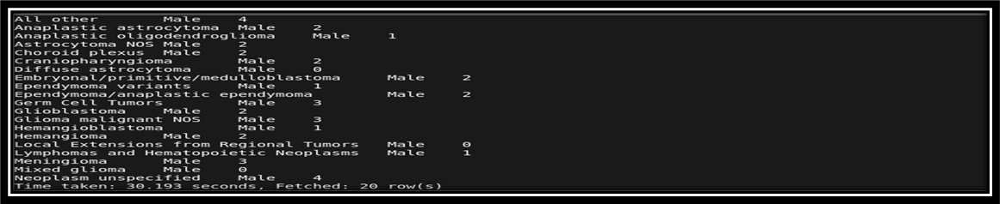 All other Male 4
Anaplastic astrocytoma Male 2
Anaplastic oligodendroglioma Male 1
Astrocytoma NOS Male 2
Choroid plexus Male 2
Craniopharyngioma Male 2
Diffuse astrocytoma Male 0
Embryonal/primitive/medulloblastoma Male 2
Ependymoma variants Male 1
Ependymoma/anaplastic ependymoma Male 2
Germ Cell Tumors Male 3
Glioblastoma Male 2
Glioma malignant NOS Male 3
Hemangioblastoma Male 1
Hemangioma Male 2
Local Extensions from Regional Tumors Male 0
Lymphomas and Hematopoietic Neoplasms Male 1
Meningioma Male 3
Mixed glioma Male 0
Neoplasm unspecified Male 4
Time taken: 30.193 seconds, Fetched: 20 row(s)